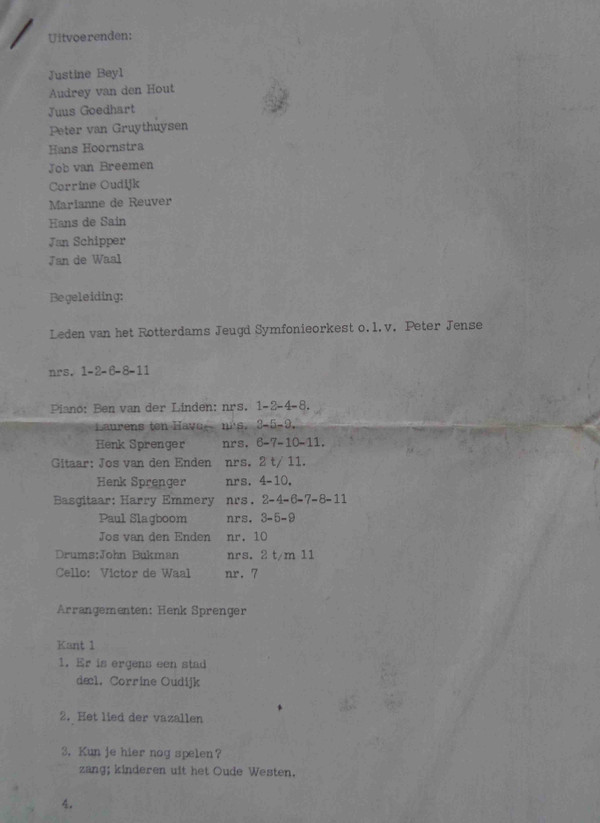 Uitvoerenden:
Justine Beyl
Audrey van den Hout
Juus Goedhart
Peter van Gruythuysen
Hans Hoornstra
Job van Breemen
Corrine Oudijk
Marianne de Reuver
Hans de Sain
Jan Schipper
Jan de Waal
Begeleiding:
Leden van het Rotterdams Jeugd Symfonieorkest o.l.v. Peter Jense
nrs. 1-2-6-8-11
Piano: Ben van der Linden: nrs. 1-2-4-8.
Laurens ten Have nrs. 3-5-9.
Henk Sprenger nrs. 6-7-10-11.
Gitaar: Jos van den Enden nrs. 2 t/ 11.
Henk Sprenger nrs. 4-10.
Basgitaar: Harry Emmery nrs. 2-4-6-7-8-11
Paul Slagboom nrs. 3-5-9
Jos van den Enden nr. 10
Drums:John Bukman nrs. 2 t/m 11
Cello: Victor de Waal nr. 7
Arrangementen: Henk Sprenger
Kant 1
1. Er is ergens een stad
decl. Corrine Oudijk
2. Het lied der vazallen
3. Kun je hier nog spelen?
zang; kinderen uit het Oude Westen.
4.